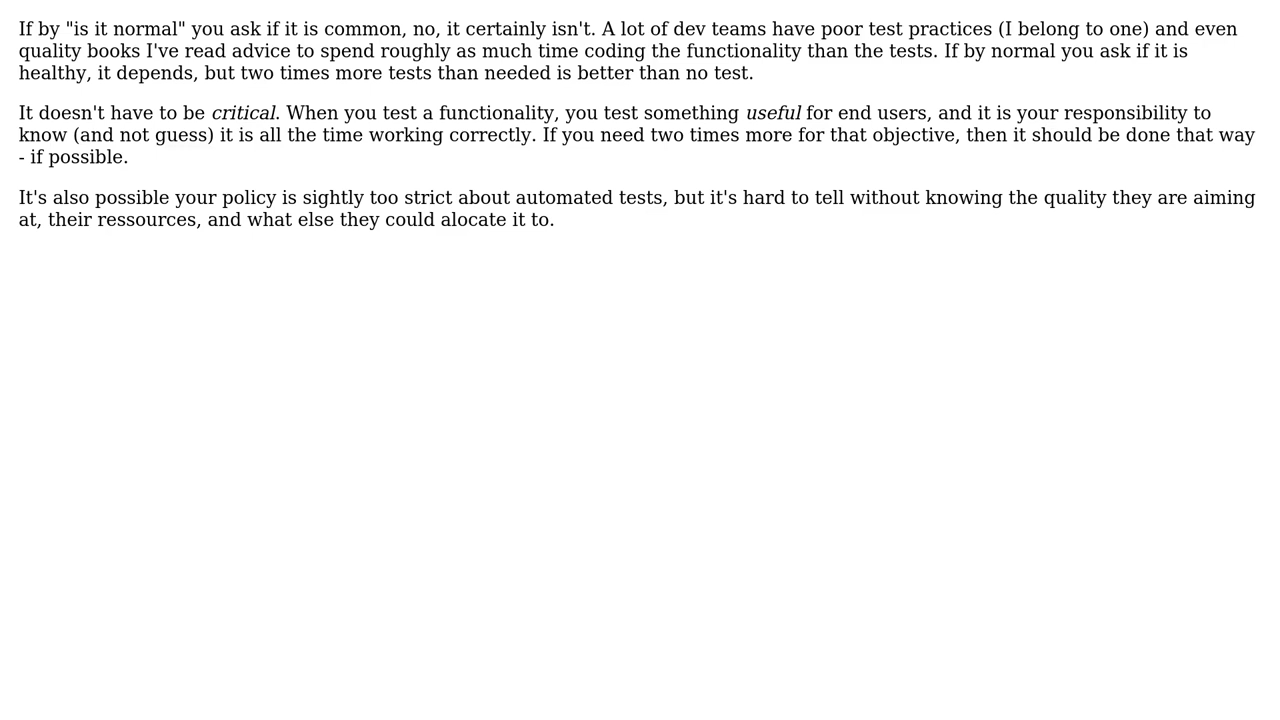 If by "is it normal" you ask if it is common, no, it certainly isn't. A lot of dev teams have poor test practices (I belong to one) and even
quality books I've read advice to spend roughly as much time coding the functionality than the tests. If by normal you ask if it is
healthy, it depends, but two times more tests than needed is better than no test.
It doesn't have to be critical. When you test a functionality, you test something useful for end users, and it is your responsibility to
know (and not guess) it is all the time working correctly. If you need two times more for that objective, then it should be done that way
- if possible.
It's also possible your policy is sightly too strict about automated tests, but it's hard to tell without knowing the quality they are aiming
at, their ressources, and what else they could alocate it to.